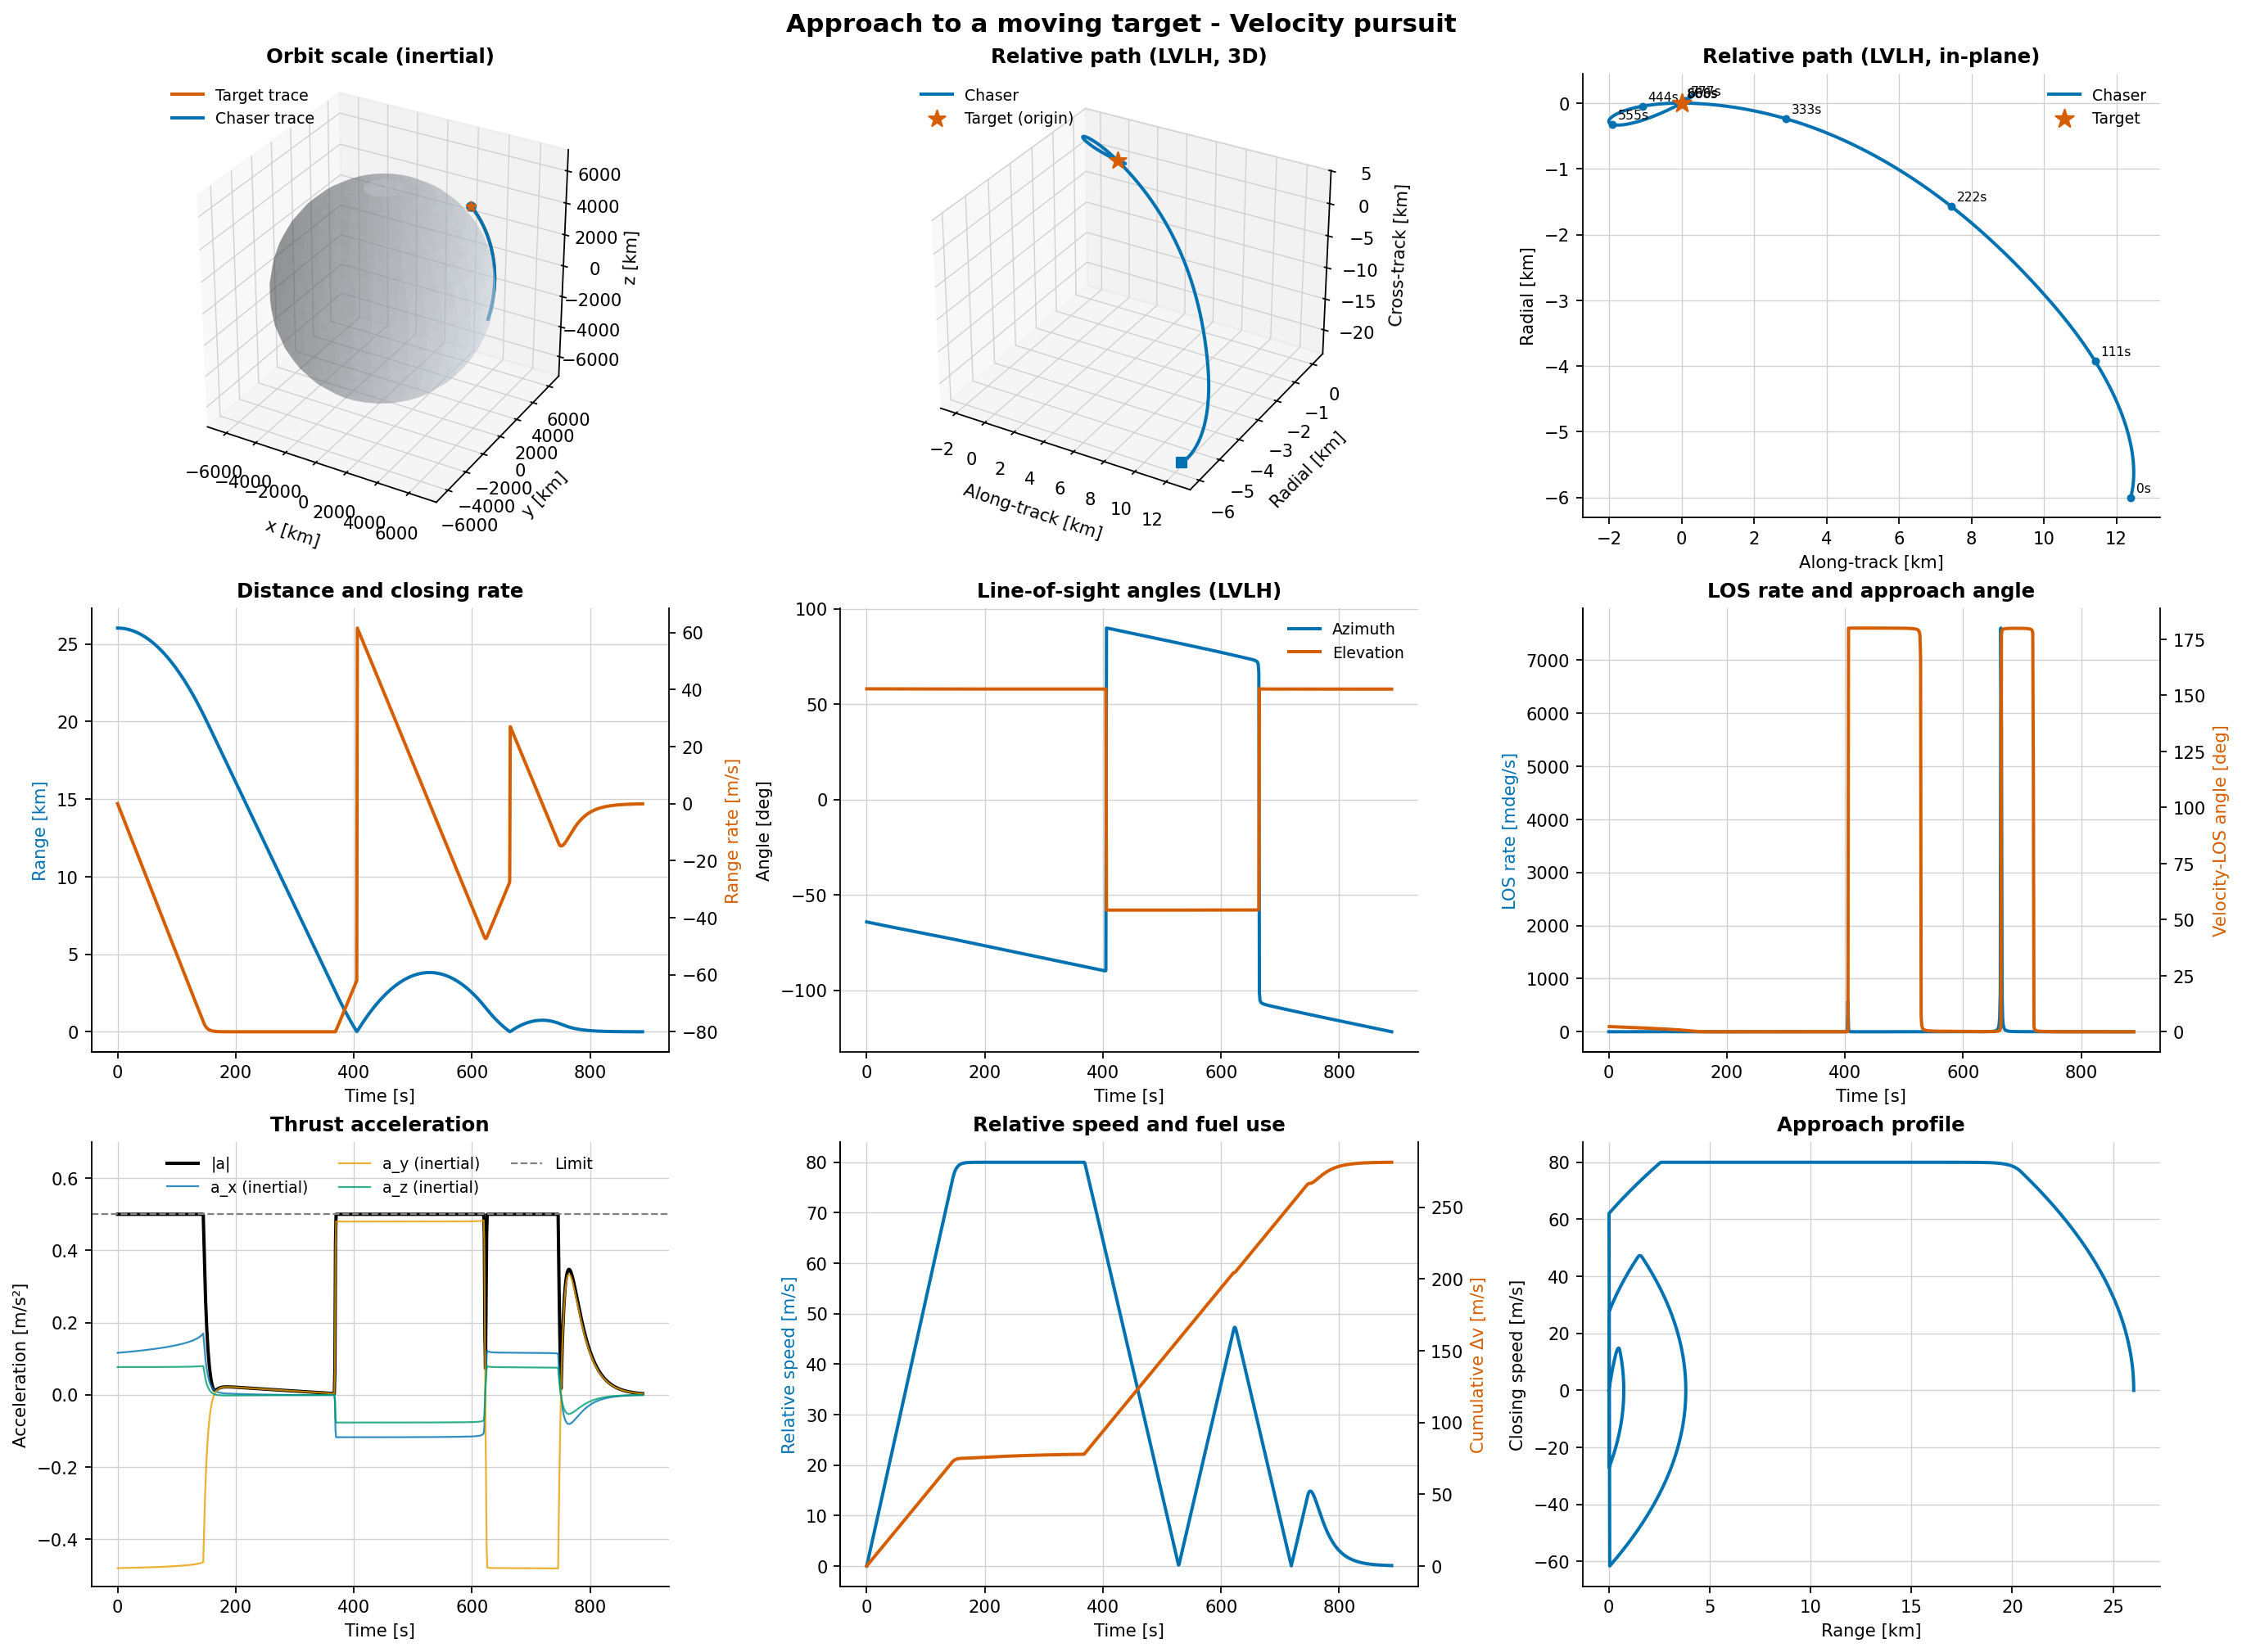 Approach to a moving target - Velocity pursuit
Orbit scale (inertial)
Target trace
Chaser trace
6000
4000
2000
0
−2000
−4000
−6000
z [km]
−6000
−4000
−2000
0
2000
4000
6000
x [km]
−6000
−4000
−2000
0
2000
4000
6000
y [km]
Relative path (LVLH, 3D)
Chaser
Target (origin)
5
0
−5
−10
−15
−20
Cross-track [km]
−2
0
2
4
6
8
10
12
Along-track [km]
−6
−5
−4
−3
−2
−1
0
Radial [km]
Relative path (LVLH, in-plane)
Chaser
Target
444s
555s
333s
222s
111s
0s
0
−1
−2
−3
−4
−5
−6
Radial [km]
−2 0 2 4 6 8 10 12
Along-track [km]
Distance and closing rate
25
20
15
10
5
0
Range [km]
60
40
20
0
−20
−40
−60
−80
Range rate [m/s]
0 200 400 600 800
Time [s]
Line-of-sight angles (LVLH)
Azimuth
Elevation
100
50
0
−50
−100
Angle [deg]
0 200 400 600 800
Time [s]
LOS rate and approach angle
7000
6000
5000
4000
3000
2000
1000
0
LOS rate [mdeg/s]
175
150
125
100
75
50
25
0
Velocity-LOS angle [deg]
0 200 400 600 800
Time [s]
Thrust acceleration
|a|
a_x (inertial)
a_y (inertial)
a_z (inertial)
Limit
0.6
0.4
0.2
0.0
−0.2
−0.4
Acceleration [m/s²]
0 200 400 600 800
Time [s]
Relative speed and fuel use
80
70
60
50
40
30
20
10
0
Relative speed [m/s]
250
200
150
100
50
0
Cumulative Δv [m/s]
0 200 400 600 800
Time [s]
Approach profile
80
60
40
20
0
−20
−40
−60
Closing speed [m/s]
0 5 10 15 20 25
Range [km]